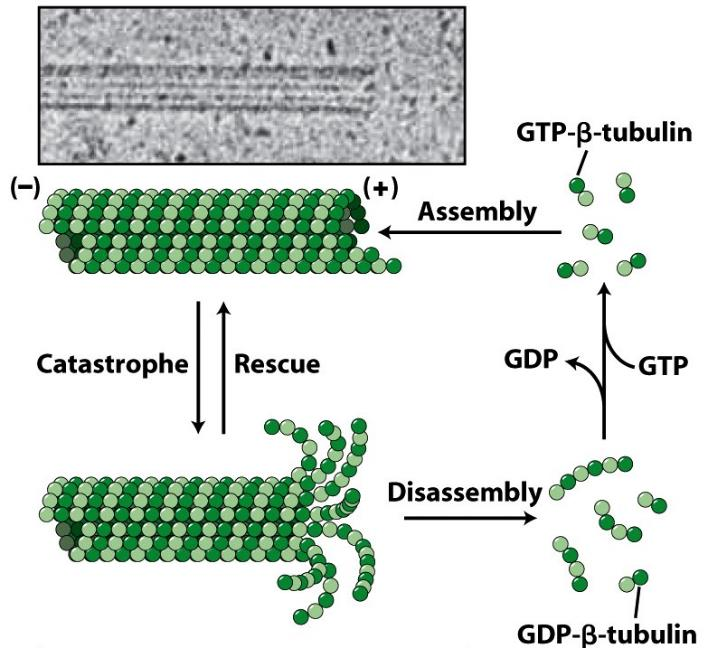 GTP-β-tubulin
(–)
(+)
Assembly
Catastrophe
Rescue
GDP
GTP
Disassembly
GDP-β-tubulin